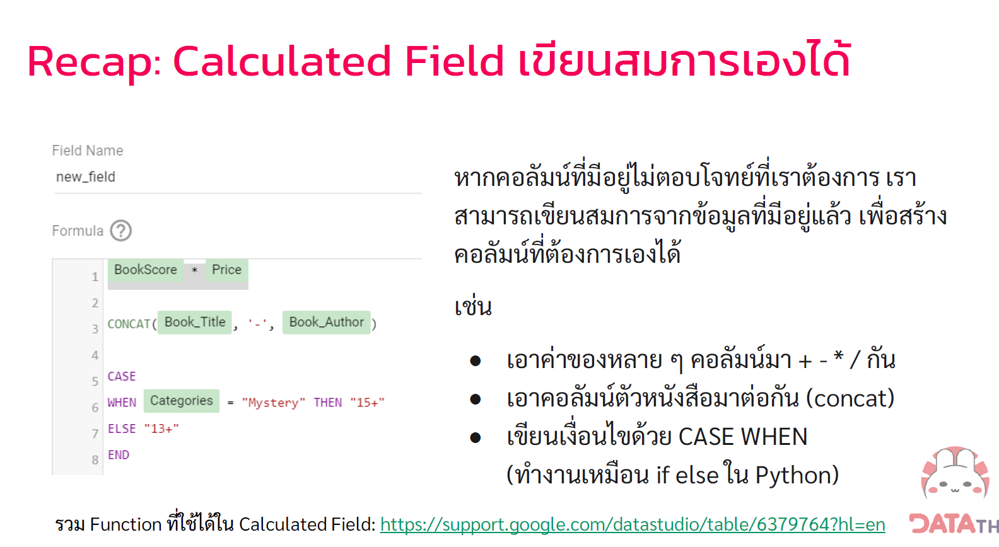 Recap: Calculated Field เขียนสมการเองได้
Field Name
new_field
Formula ?
1 BookScore * Price
2
3 CONCAT( Book_Title , '-', Book_Author )
4
5 CASE
6 WHEN Categories = "Mystery" THEN "15+"
7 ELSE "13+"
8 END
หากคอลัมน์ที่มีอยู่ไม่ตอบโจทย์ที่เราต้องการ เรา
สามารถเขียนสมการจากข้อมูลที่มีอยู่แล้ว เพื่อสร้าง
คอลัมน์ที่ต้องการเองได้
เช่น
● เอาค่าของหลาย ๆ คอลัมน์มา + - * / กัน
● เอาคอลัมน์ตัวหนังสือมาต่อกัน (concat)
● เขียนเงื่อนไขด้วย CASE WHEN
(ทำงานเหมือน if else ใน Python)
รวม Function ที่ใช้ได้ใน Calculated Field: https://support.google.com/datastudio/table/6379764?hl=en
DATATH